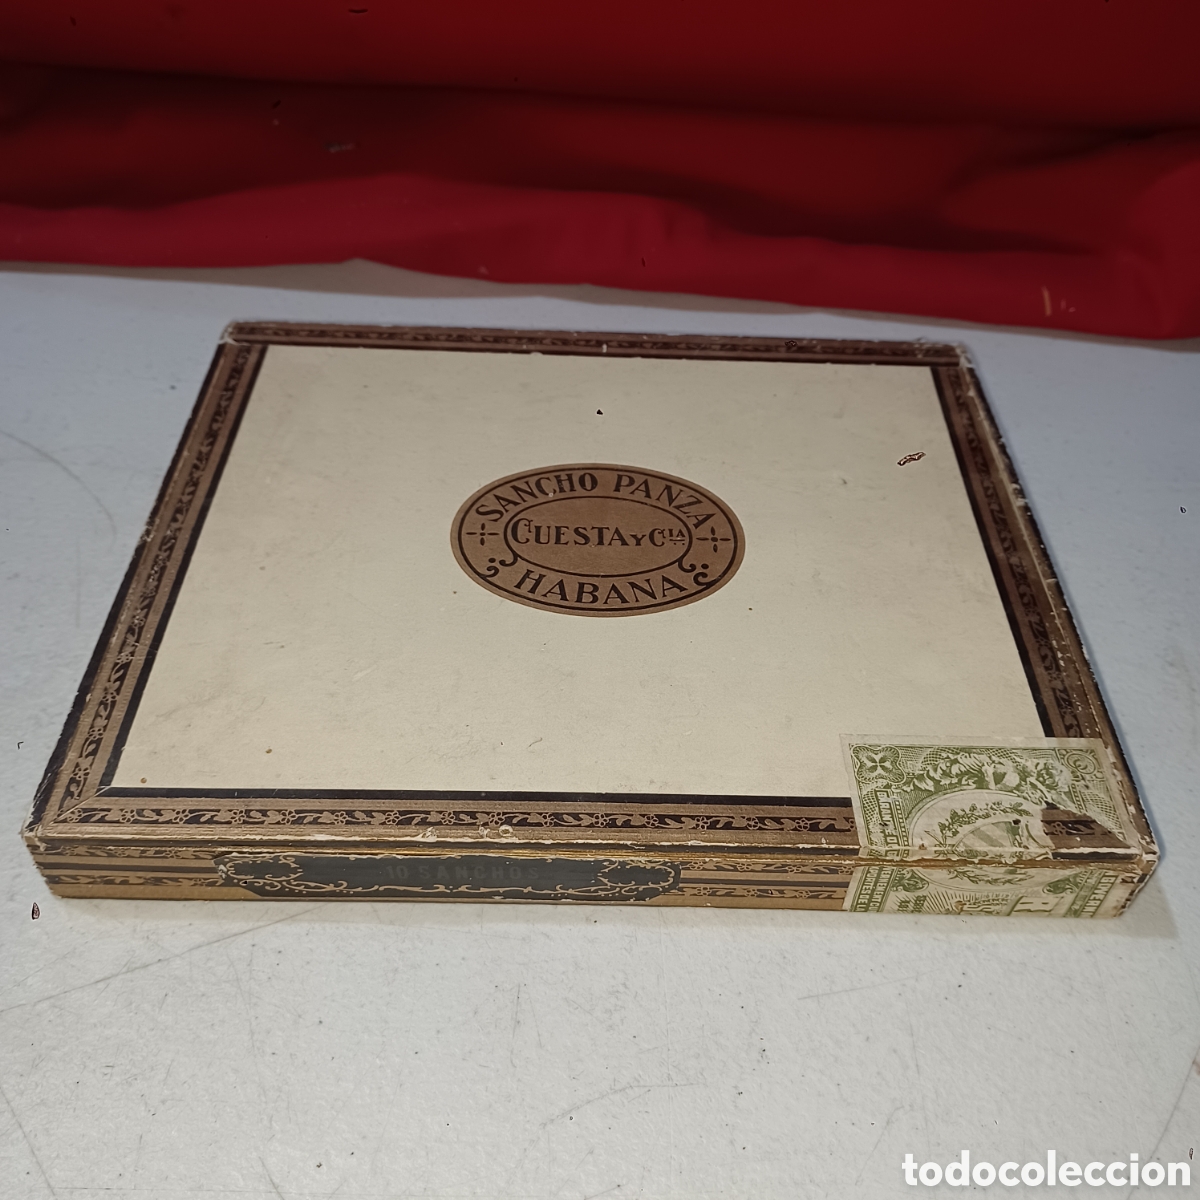 SANCHO PANZA
CUESTA Y CIA
HABANA
10 SANCHOS
todocoleccion